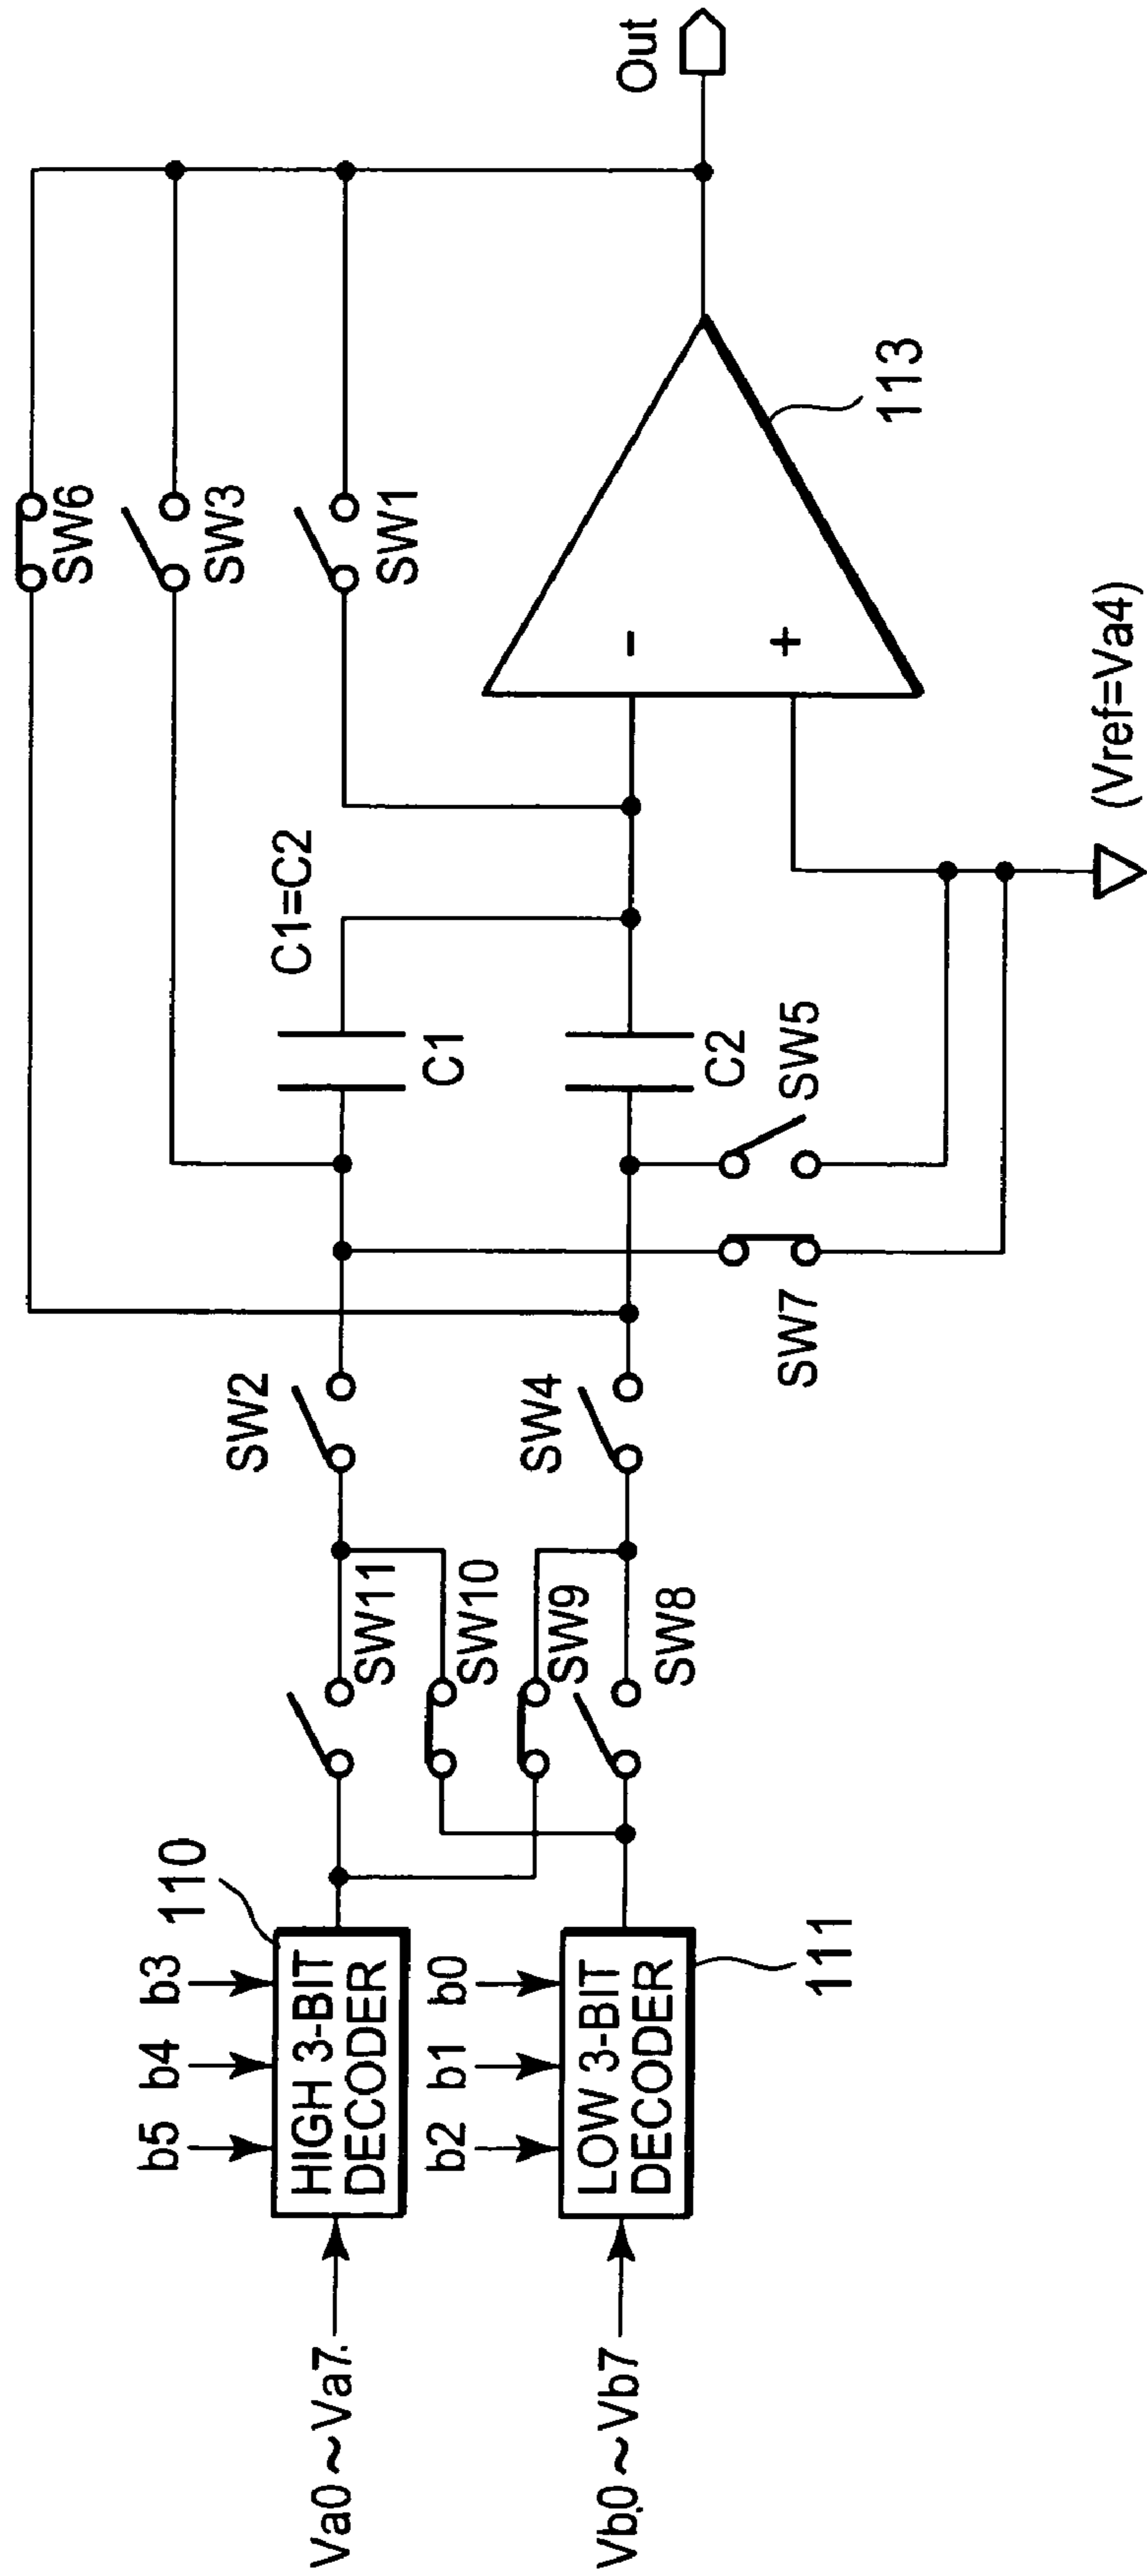 Va0~Va7
b5
b4
b3
110
HIGH 3-BIT
DECODER
Vb0~Vb7
b2
b1
b0
LOW 3-BIT
DECODER
111
SW11
SW10
SW9
SW8
SW2
SW4
SW7
SW5
C1
C2
C1=C2
SW6
SW3
SW1
-
+
113
(Vref=Va4)
Out